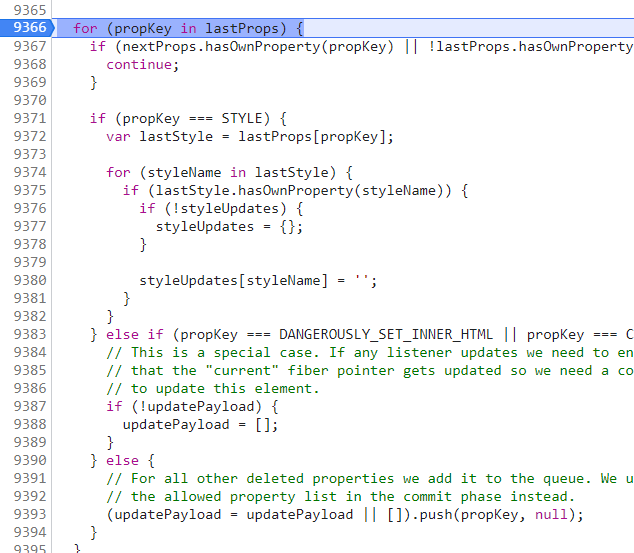 9365
9366 for (propKey in lastProps) {
9367 if (nextProps.hasOwnProperty(propKey) || !lastProps.hasOwnProperty
9368 continue;
9369 }
9370
9371 if (propKey === STYLE) {
9372 var lastStyle = lastProps[propKey];
9373
9374 for (styleName in lastStyle) {
9375 if (lastStyle.hasOwnProperty(styleName)) {
9376 if (!styleUpdates) {
9377 styleUpdates = {};
9378 }
9379
9380 styleUpdates[styleName] = '';
9381 }
9382 }
9383 } else if (propKey === DANGEROUSLY_SET_INNER_HTML || propKey === C
9384 // This is a special case. If any listener updates we need to en
9385 // that the "current" fiber pointer gets updated so we need a co
9386 // to update this element.
9387 if (!updatePayload) {
9388 updatePayload = [];
9389 }
9390 } else {
9391 // For all other deleted properties we add it to the queue. We u
9392 // the allowed property list in the commit phase instead.
9393 (updatePayload = updatePayload || []).push(propKey, null);
9394 }
9395 }